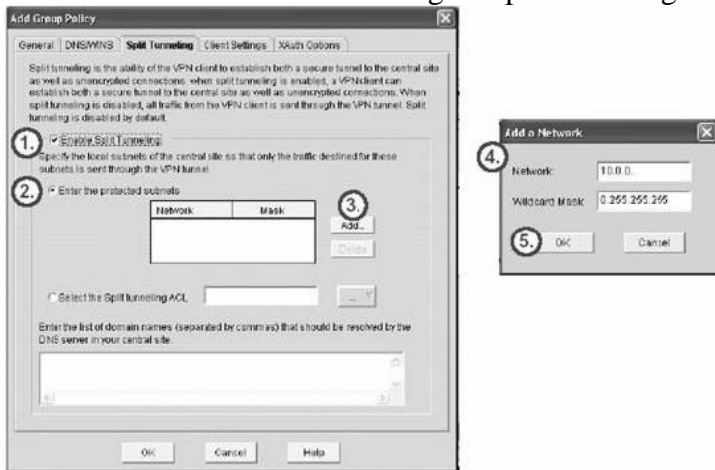 Add Group Policy
General DNS/WINS Split Tunneling Client Settings XAuth Options
Split tunneling is the ability of the VPN client to establish both a secure tunnel to the central site
as well as unencrypted connections. when split tunneling is enabled, a VPN client can
establish both a secure tunnel to the central site as well as unencrypted connections. When
split tunneling is disabled, all traffic from the VPN client is sent through the VPN tunnel. Split
tunneling is disabled by default.
1. Enable Split Tunneling
Specify the local subnets of the central site so that only the traffic destined for these
subnets is sent through the VPN tunnel.
2. Enter the protected subnets
Network Mask
3.
Add...
Delete
Select the Split tunneling ACL
...
Enter the list of domain names (separated by commas) that should be resolved by the
DNS server in your central site.
OK Cancel Help
Add a Network
4.
Network: 10.0.0.
Wildcard Mask: 0.255.255.255
5. OK Cancel